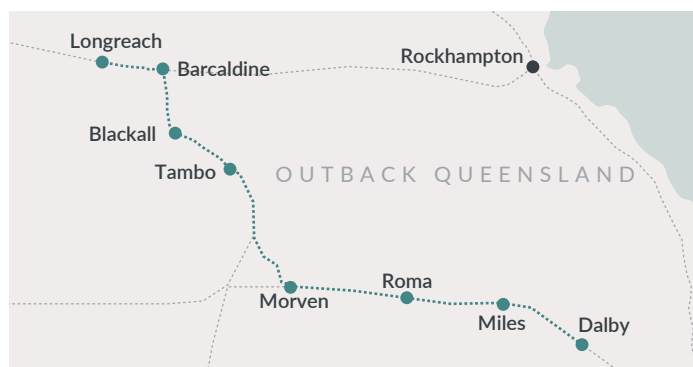 Longreach
Rockhampton
Barcaldine
Blackall
Tambo
OUTBACK QUEENSLAND
Roma
Morven
Miles
Dalby